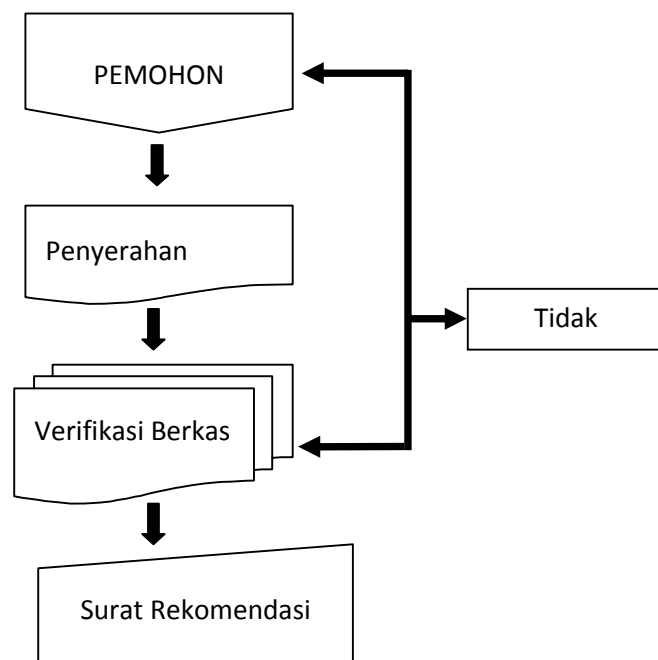 PEMOHON
Penyerahan
Tidak
Verifikasi Berkas
Surat Rekomendasi